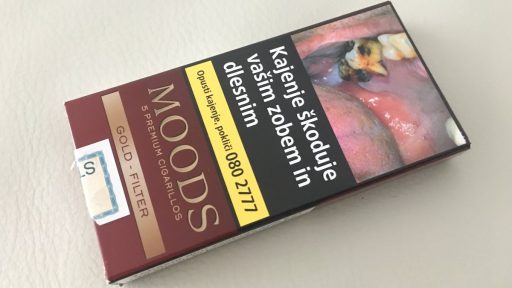 MOODS
5 PREMIUM CIGARILLOS
GOLD - FILTER
Opusti kajenje, pokliči 080 2777
Kajenje škoduje
vašim zobem in
dlesnim